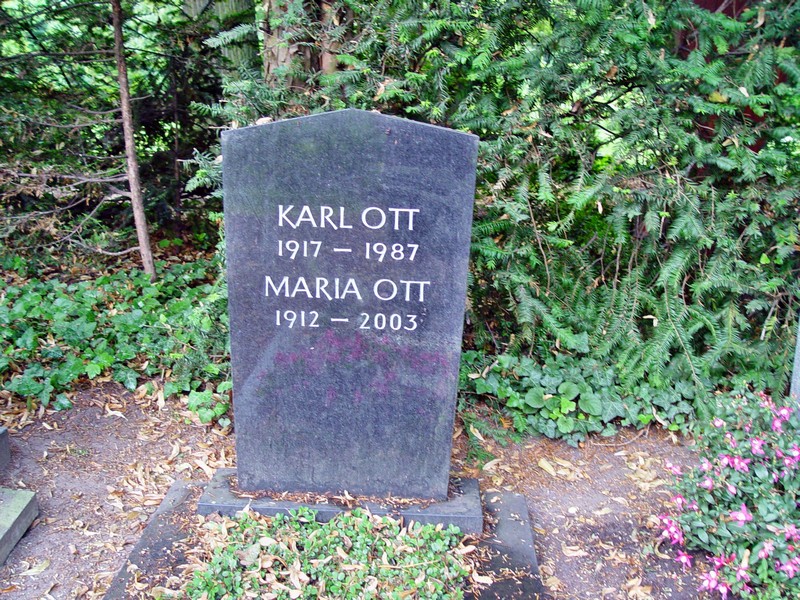 KARL OTT
1917 – 1987
MARIA OTT
1912 – 2003